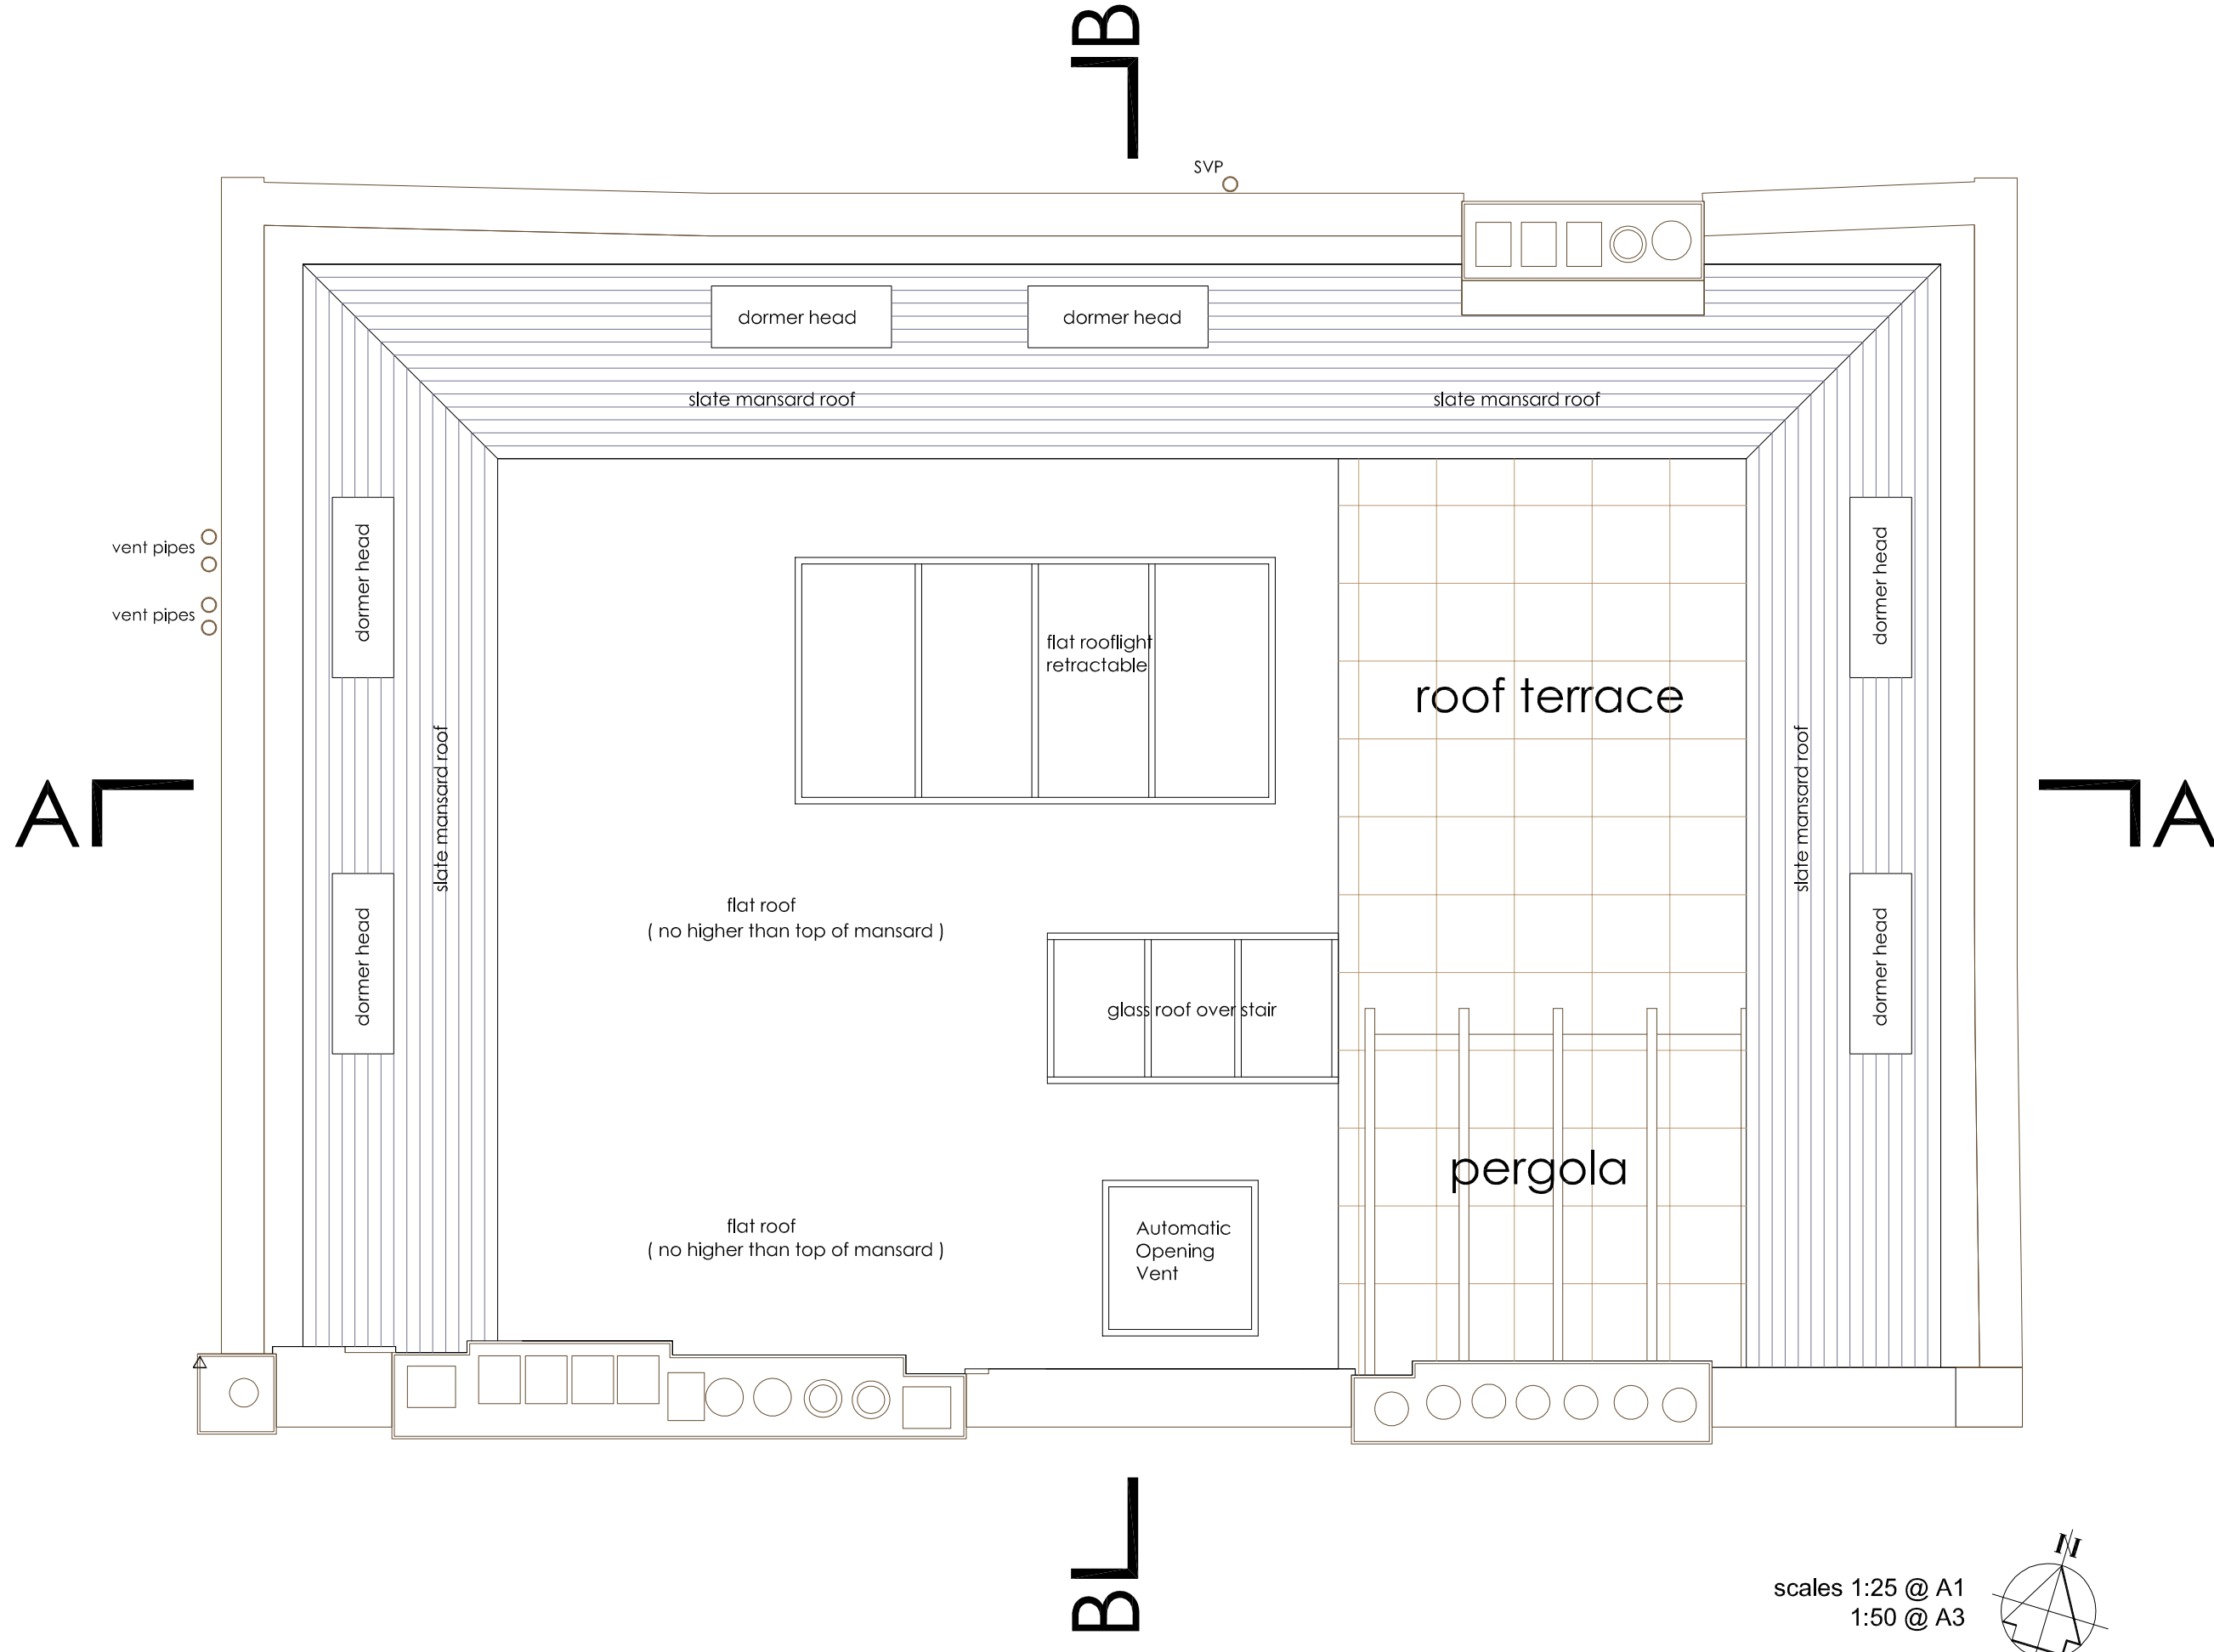 B
SVP
dormer head
dormer head
slate mansard roof
slate mansard roof
vent pipes
vent pipes
dormer head
dormer head
flat rooflight
retractable
roof terrace
slate mansard roof
slate mansard roof
A
A
flat roof
( no higher than top of mansard )
dormer head
dormer head
glass roof over stair
pergola
flat roof
( no higher than top of mansard )
Automatic
Opening
Vent
B
N
scales 1:25 @ A1
1:50 @ A3